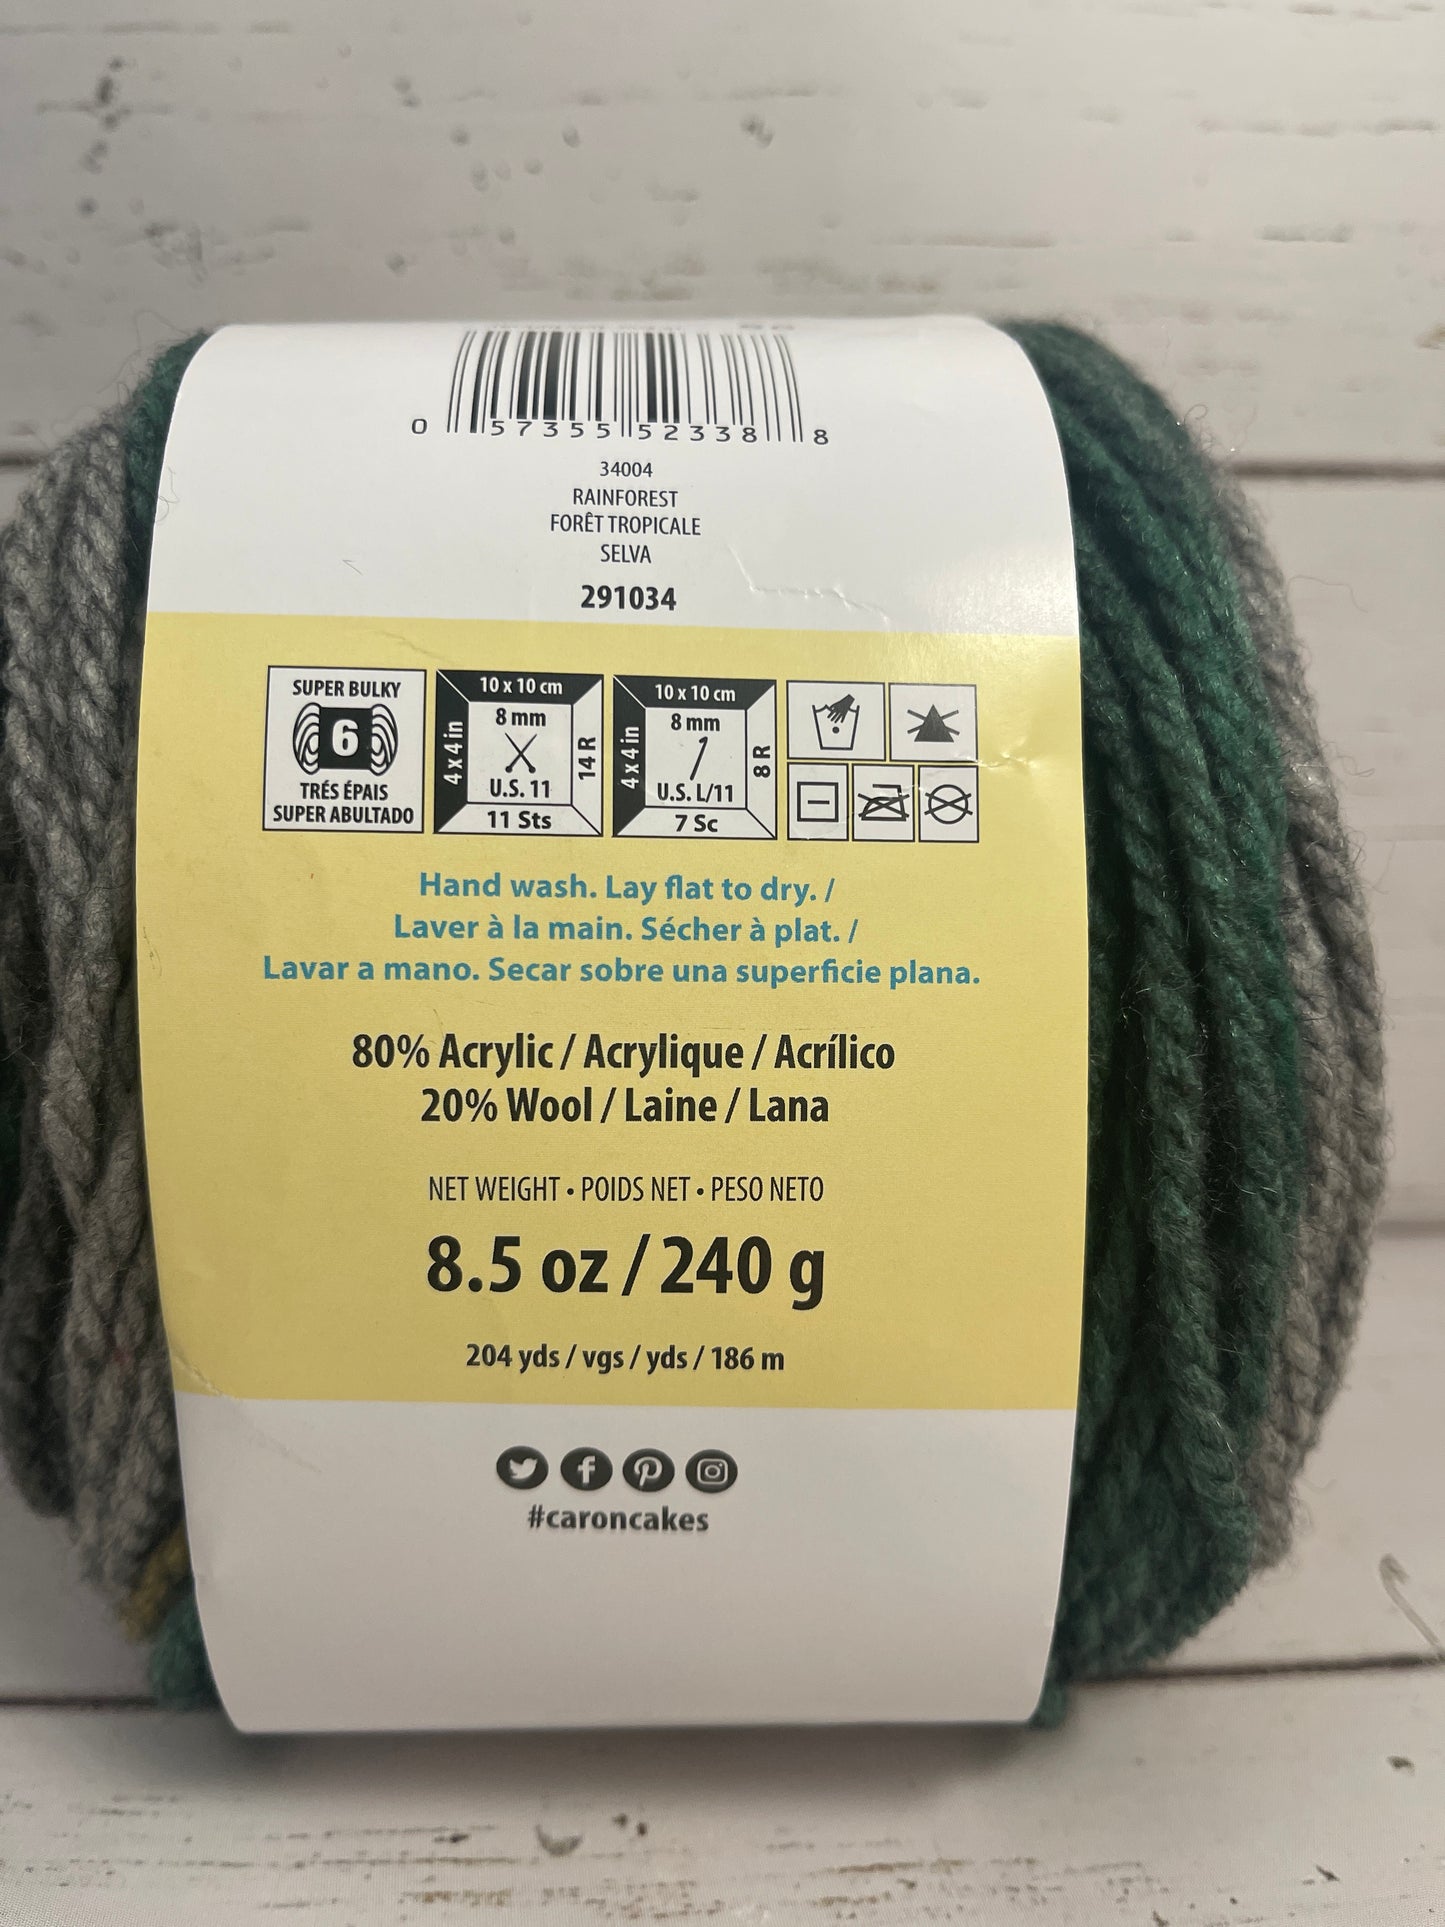 0 57355 52338 8
34004
RAINFOREST
FORÊT TROPICALE
SELVA
291034
SUPER BULKY
6
TRÉS ÉPAIS
SUPER ABULTADO
10 x 10 cm
4 x 4 in
8 mm
U.S. 11
14 R
11 Sts
10 x 10 cm
4 x 4 in
8 mm
U.S. L/11
8 R
7 Sc
Hand wash. Lay flat to dry. /
Laver à la main. Sécher à plat. /
Lavar a mano. Secar sobre una superficie plana.
80% Acrylic / Acrylique / Acrílico
20% Wool / Laine / Lana
NET WEIGHT • POIDS NET • PESO NETO
8.5 oz / 240 g
204 yds / vgs / yds / 186 m
#caroncakes